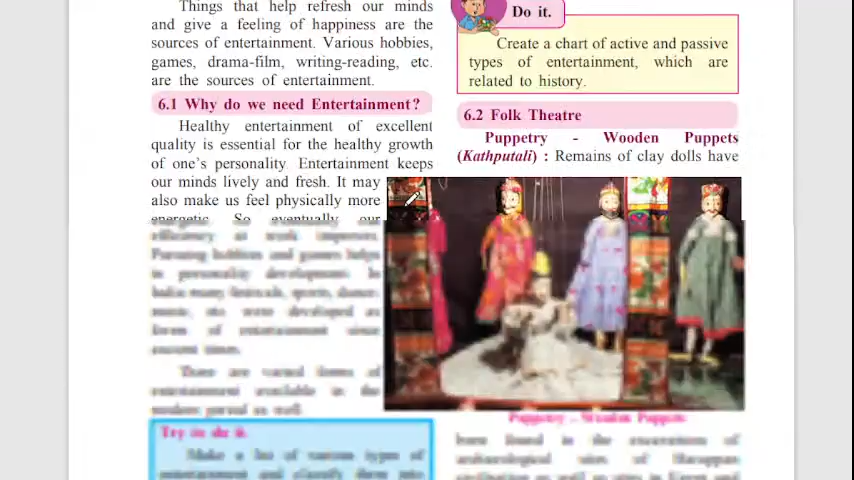 Things that help refresh our minds
and give a feeling of happiness are the
sources of entertainment. Various hobbies,
games, drama-film, writing-reading, etc.
are the sources of entertainment.
6.1 Why do we need Entertainment?
Healthy entertainment of excellent
quality is essential for the healthy growth
of one's personality. Entertainment keeps
our minds lively and fresh. It may
also make us feel physically more
energetic. So eventually our
efficiency at work improves.
Pursuing hobbies and games helps
in personality development. In
India many festivals, sports, dance,
music, etc were developed as
forms of entertainment since
ancient times.
There are varied forms of
entertainment available in the
modern period as well.
Try to do it.
Make a list of various types of
entertainment and classify them into
Do it.
Create a chart of active and passive
types of entertainment, which are
related to history.
6.2 Folk Theatre
Puppetry - Wooden Puppets
(Kathputali) : Remains of clay dolls have
Puppetry - Wooden Puppets
been found in the excavations of
archaeological sites of Harappan
civilization as well as sites in Egypt and